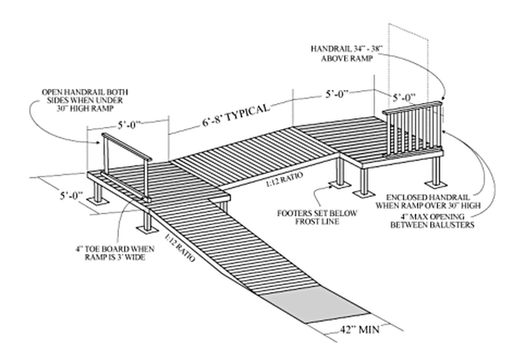 HANDRAIL 34" - 38"
ABOVE RAMP
OPEN HANDRAIL BOTH
SIDES WHEN UNDER
30" HIGH RAMP
5'-0"
6'-8' TYPICAL
5'-0"
5'-0"
5'-0"
1:12 RATIO
FOOTERS SET BELOW
FROST LINE
ENCLOSED HANDRAIL
WHEN RAMP OVER 30" HIGH
4" MAX OPENING
BETWEEN BALUSTERS
4" TOE BOARD WHEN
RAMP IS 3' WIDE
1:12 RATIO
42" MIN